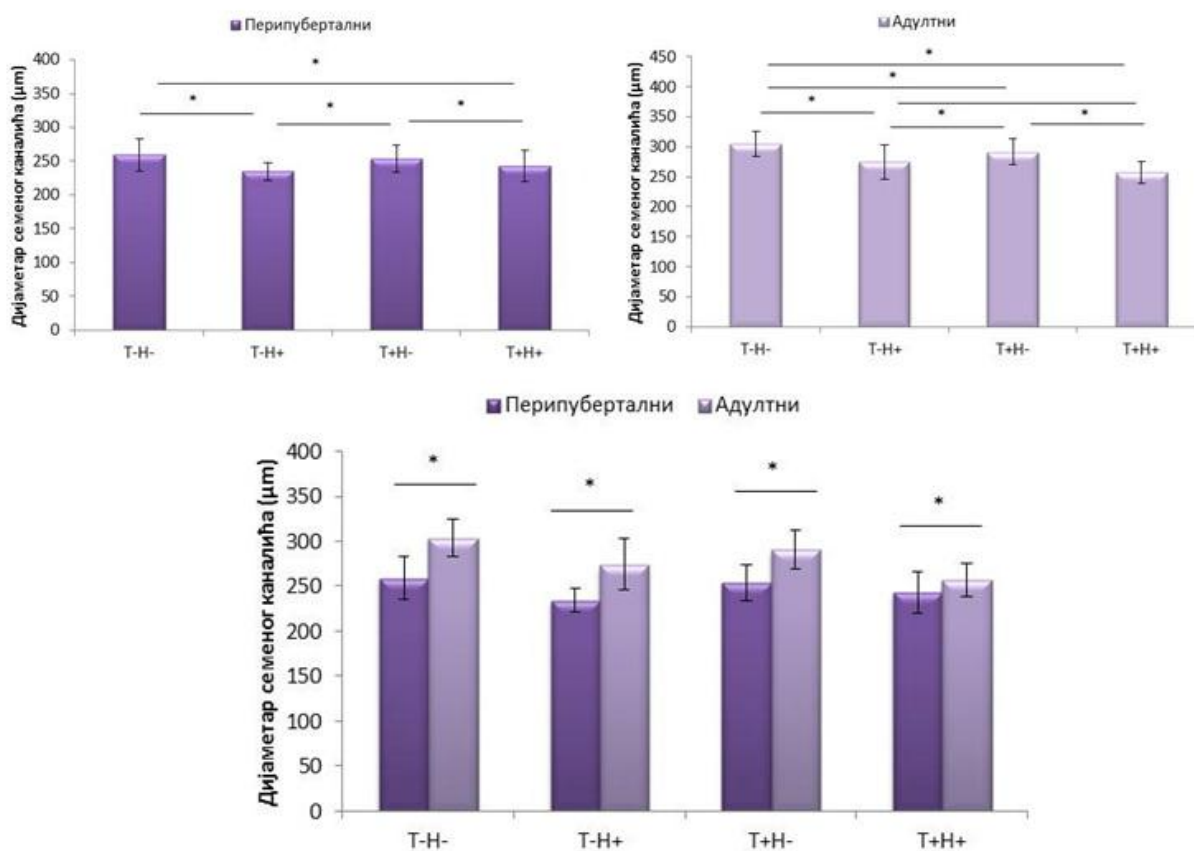 Перипубертални
Дијаметар семеног каналића (µm)
400
350
300
250
200
150
100
50
0
*
*
*
*
Т-Н-
Т-Н+
Т+Н-
Т+Н+
Адултни
Дијаметар семеног каналића (µm)
450
400
350
300
250
200
150
100
50
0
*
*
*
*
*
Т-Н-
Т-Н+
Т+Н-
Т+Н+
Перипубертални Адултни
Дијаметар семеног каналића (µm)
400
350
300
250
200
150
100
50
0
*
*
*
*
Т-Н-
Т-Н+
Т+Н-
Т+Н+